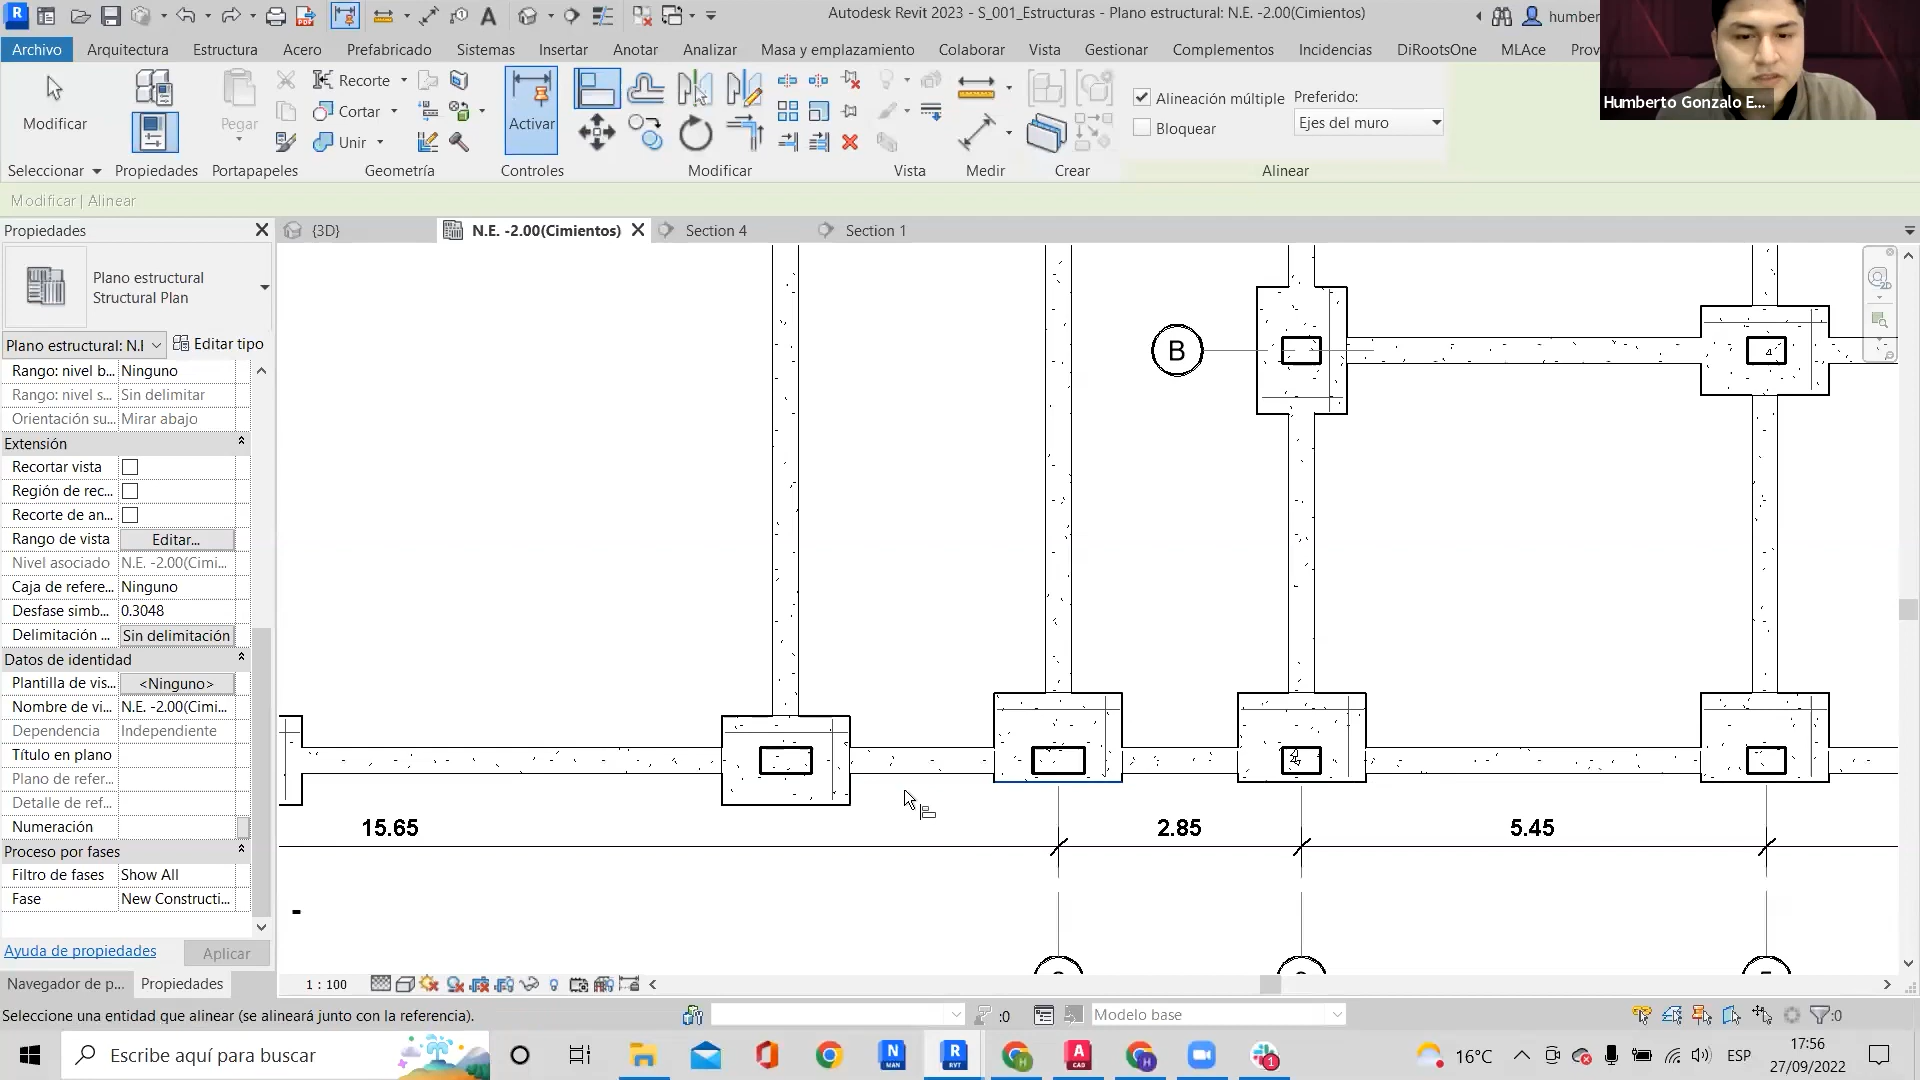 Autodesk Revit 2023 - S_001_Estructuras - Plano estructural: N.E. -2.00(Cimientos)
humber
Archivo Arquitectura Estructura Acero Prefabricado Sistemas Insertar Anotar Analizar Masa y emplazamiento Colaborar Vista Gestionar Complementos Incidencias DiRootsOne MLAce Prov
Humberto Gonzalo E...
Modificar
Pegar
Recorte
Cortar
Unir
Activar
Alineación múltiple
Bloquear
Preferido:
Ejes del muro
Seleccionar Propiedades Portapapeles Geometría Controles Modificar Vista Medir Crear Alinear
Modificar | Alinear
Propiedades
{3D} N.E. -2.00(Cimientos) Section 4 Section 1
Plano estructural
Structural Plan
Plano estructural: N.I
Editar tipo
Rango: nivel b... Ninguno
Rango: nivel s... Sin delimitar
Orientación su... Mirar abajo
Extensión
Recortar vista
Región de rec...
Recorte de an...
Rango de vista Editar...
Nivel asociado N.E. -2.00(Cimi...
Caja de refere... Ninguno
Desfase simb... 0.3048
Delimitación ... Sin delimitación
Datos de identidad
Plantilla de vis... <Ninguno>
Nombre de vi... N.E. -2.00(Cimi...
Dependencia Independiente
Título en plano
Plano de refer...
Detalle de ref...
Numeración
Proceso por fases
Filtro de fases Show All
Fase New Constructi...
Ayuda de propiedades Aplicar
Navegador de p... Propiedades
B
2D
15.65 2.85 5.45
1 : 100
Seleccione una entidad que alinear (se alineará junto con la referencia).
:0
Modelo base
:0
Escribe aquí para buscar
16°C
ESP
17:56
27/09/2022